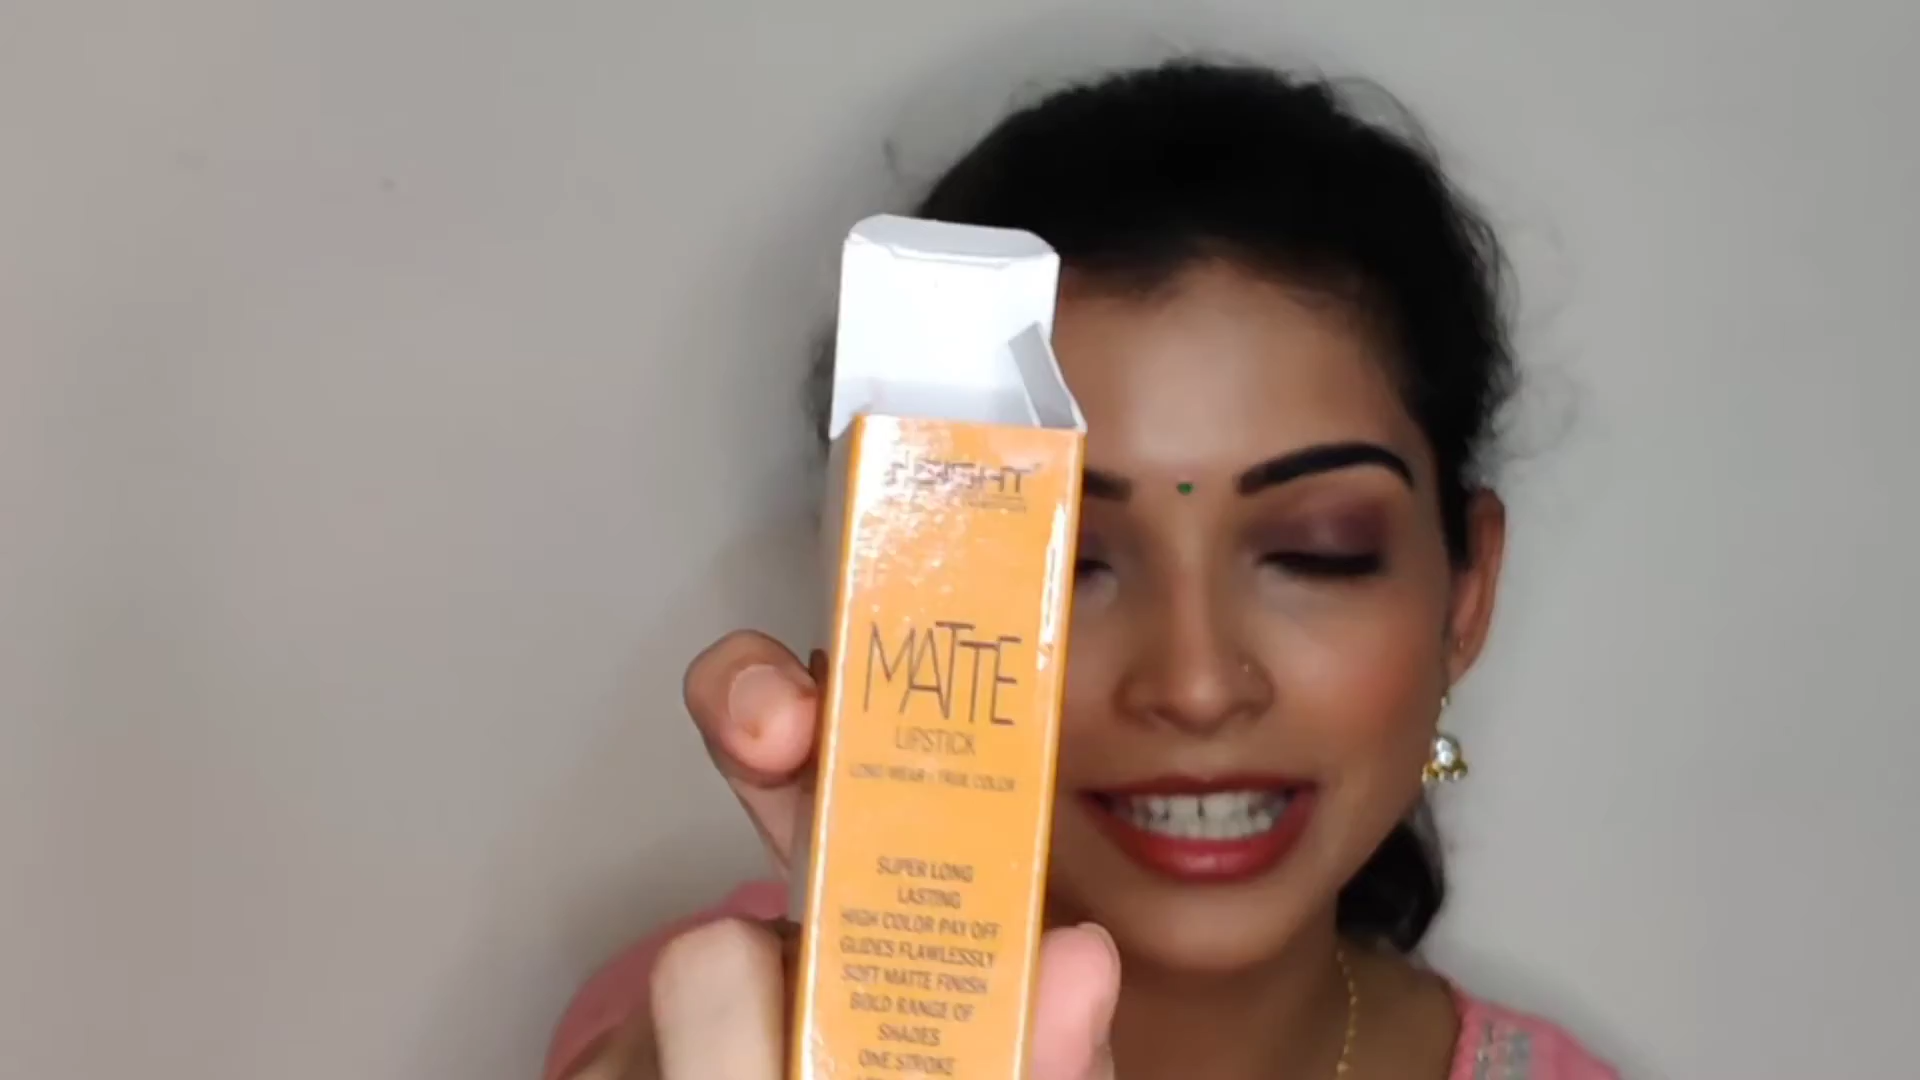 INSIGHT
MATTE
LIPSTICK
LONG WEAR | TRUE COLOR
SUPER LONG
LASTING
HIGH COLOR PAY OFF
GLIDES FLAWLESSLY
SOFT MATTE FINISH
BOLD RANGE OF
SHADES
ONE STROKE